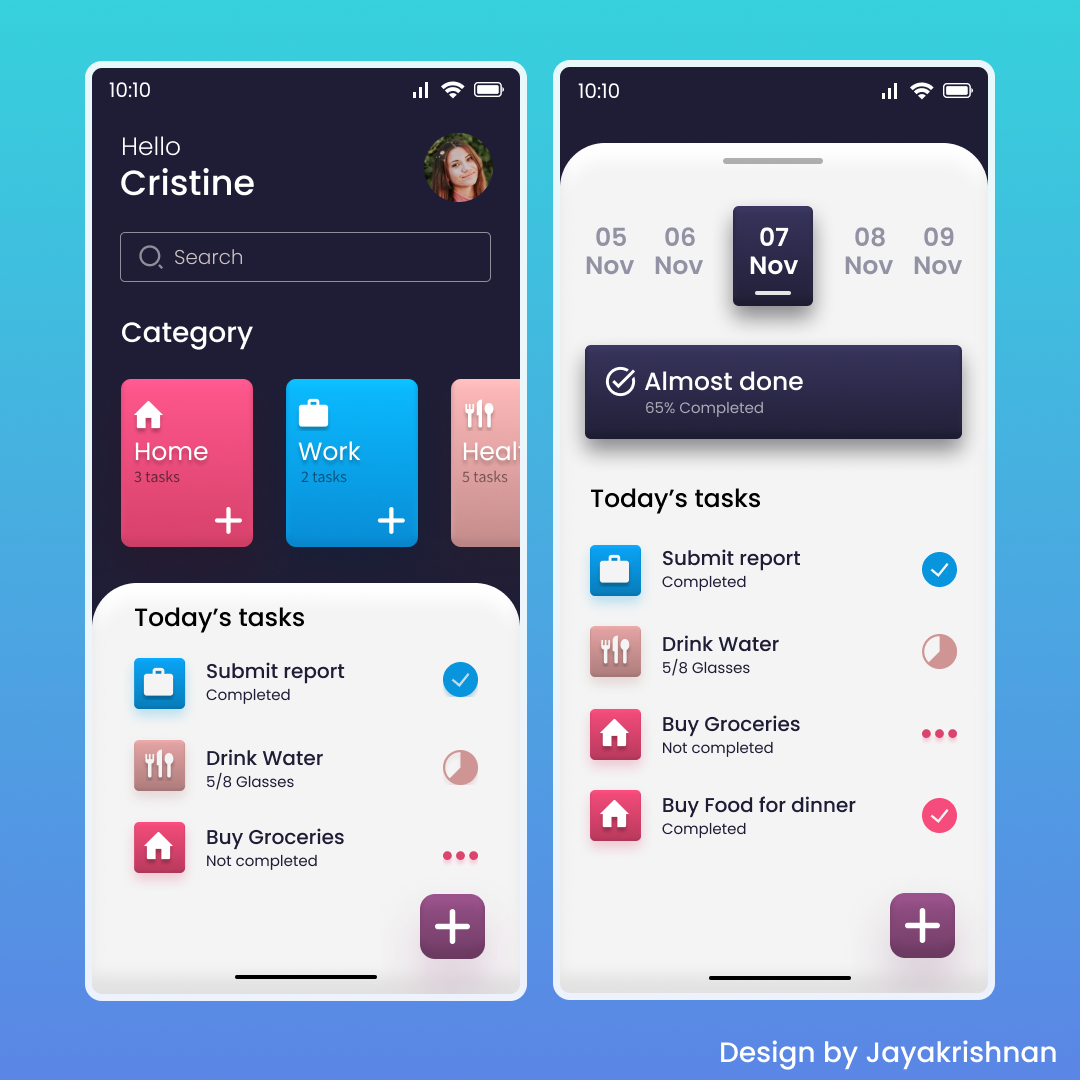 10:10
Hello
Cristine
Search
Category
Home
3 tasks
Work
2 tasks
Heal
5 tasks
Today’s tasks
Submit report
Completed
Drink Water
5/8 Glasses
Buy Groceries
Not completed
10:10
05 Nov
06 Nov
07 Nov
08 Nov
09 Nov
Almost done
65% Completed
Today’s tasks
Submit report
Completed
Drink Water
5/8 Glasses
Buy Groceries
Not completed
Buy Food for dinner
Completed
Design by Jayakrishnan